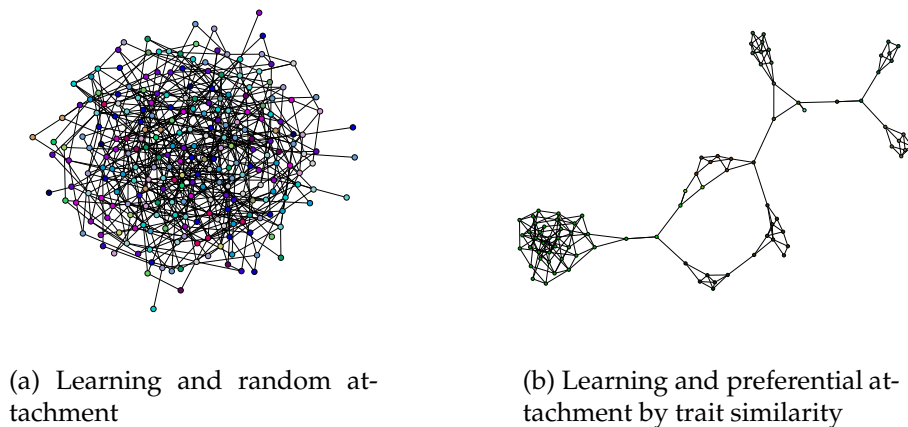 (a) Learning and random at-
tachment
(b) Learning and preferential at-
tachment by trait similarity